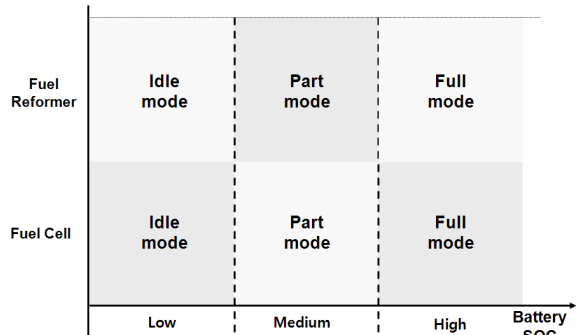 Fuel
Reformer
Idle
mode
Part
mode
Full
mode
Fuel Cell
Idle
mode
Part
mode
Full
mode
Low
Medium
High
Battery
SOC